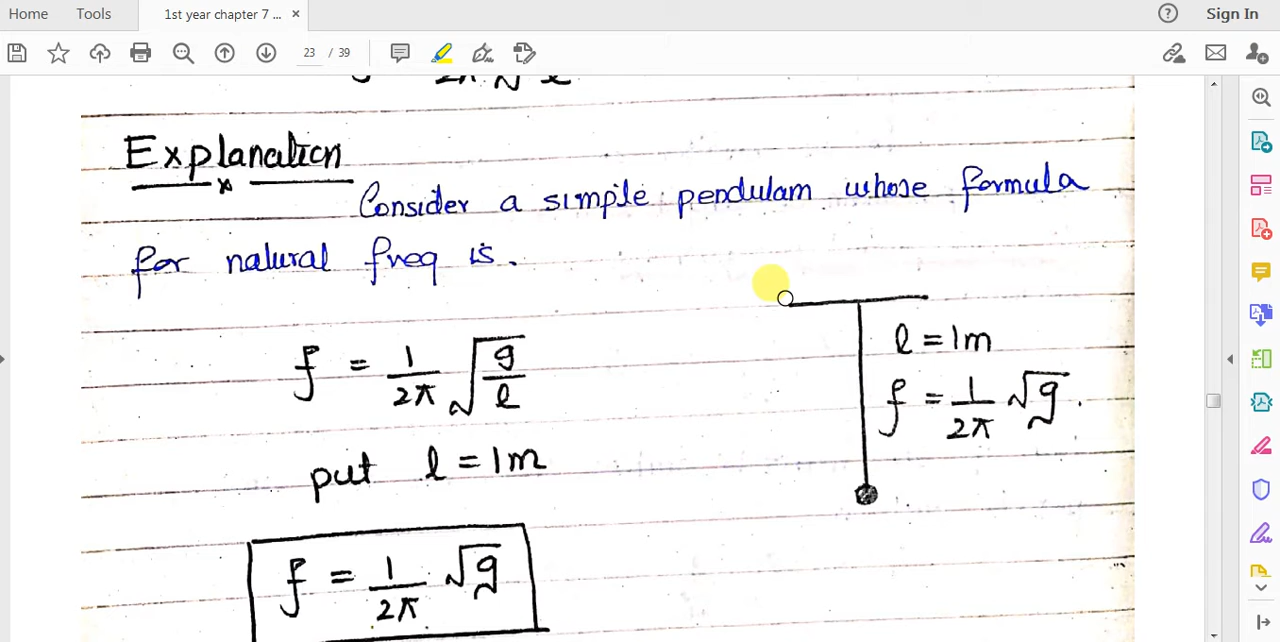 Home Tools 1st year chapter 7 ... × Sign In
23 / 39
Explanation
Consider a simple pendulam whose formula
for natural freq is.
f = 1/2π √g/l
l = 1m
f = 1/2π √g.
put l = 1m
f = 1/2π √g